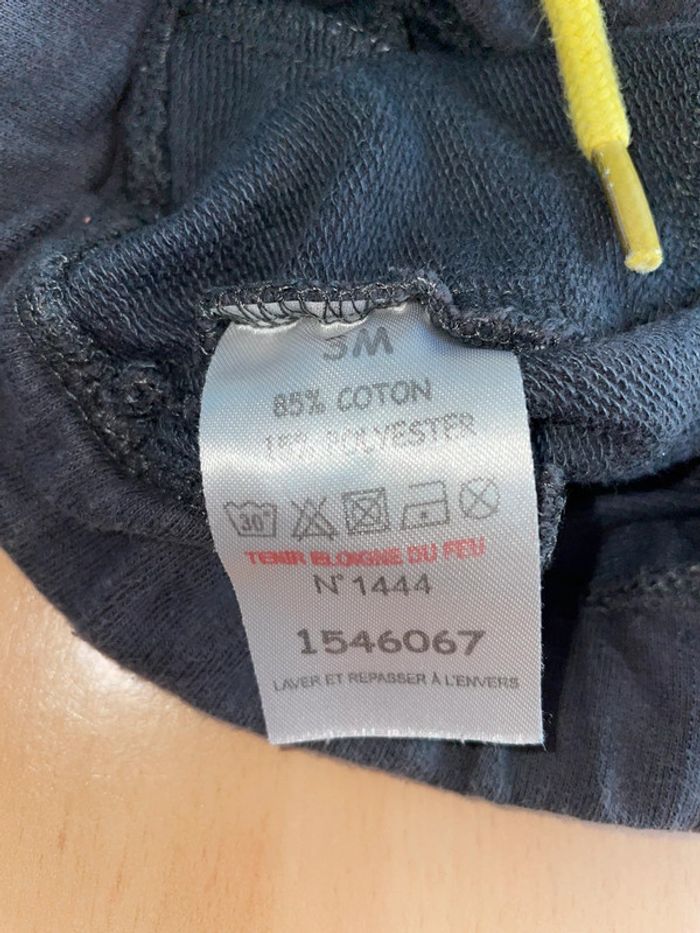 3M
85% COTON
15% POLYESTER
30°
TENIR ELOIGNE DU FEU
N° 1444
1546067
LAVER ET REPASSER À L'ENVERS